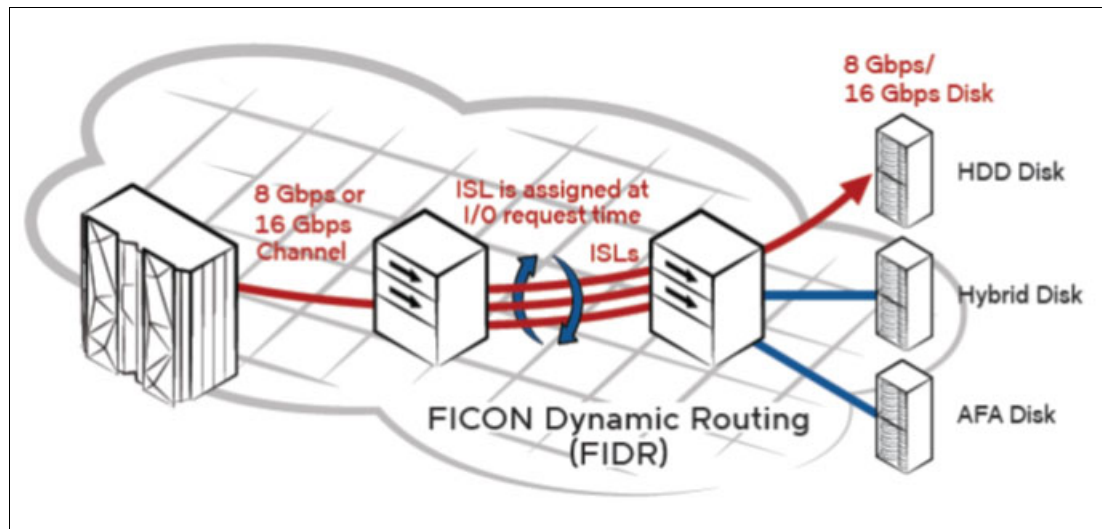 8 Gbps/
16 Gbps Disk
HDD Disk
8 Gbps or
16 Gbps
Channel
ISL is assigned at
I/O request time
ISLs
Hybrid Disk
AFA Disk
FICON Dynamic Routing
(FIDR)